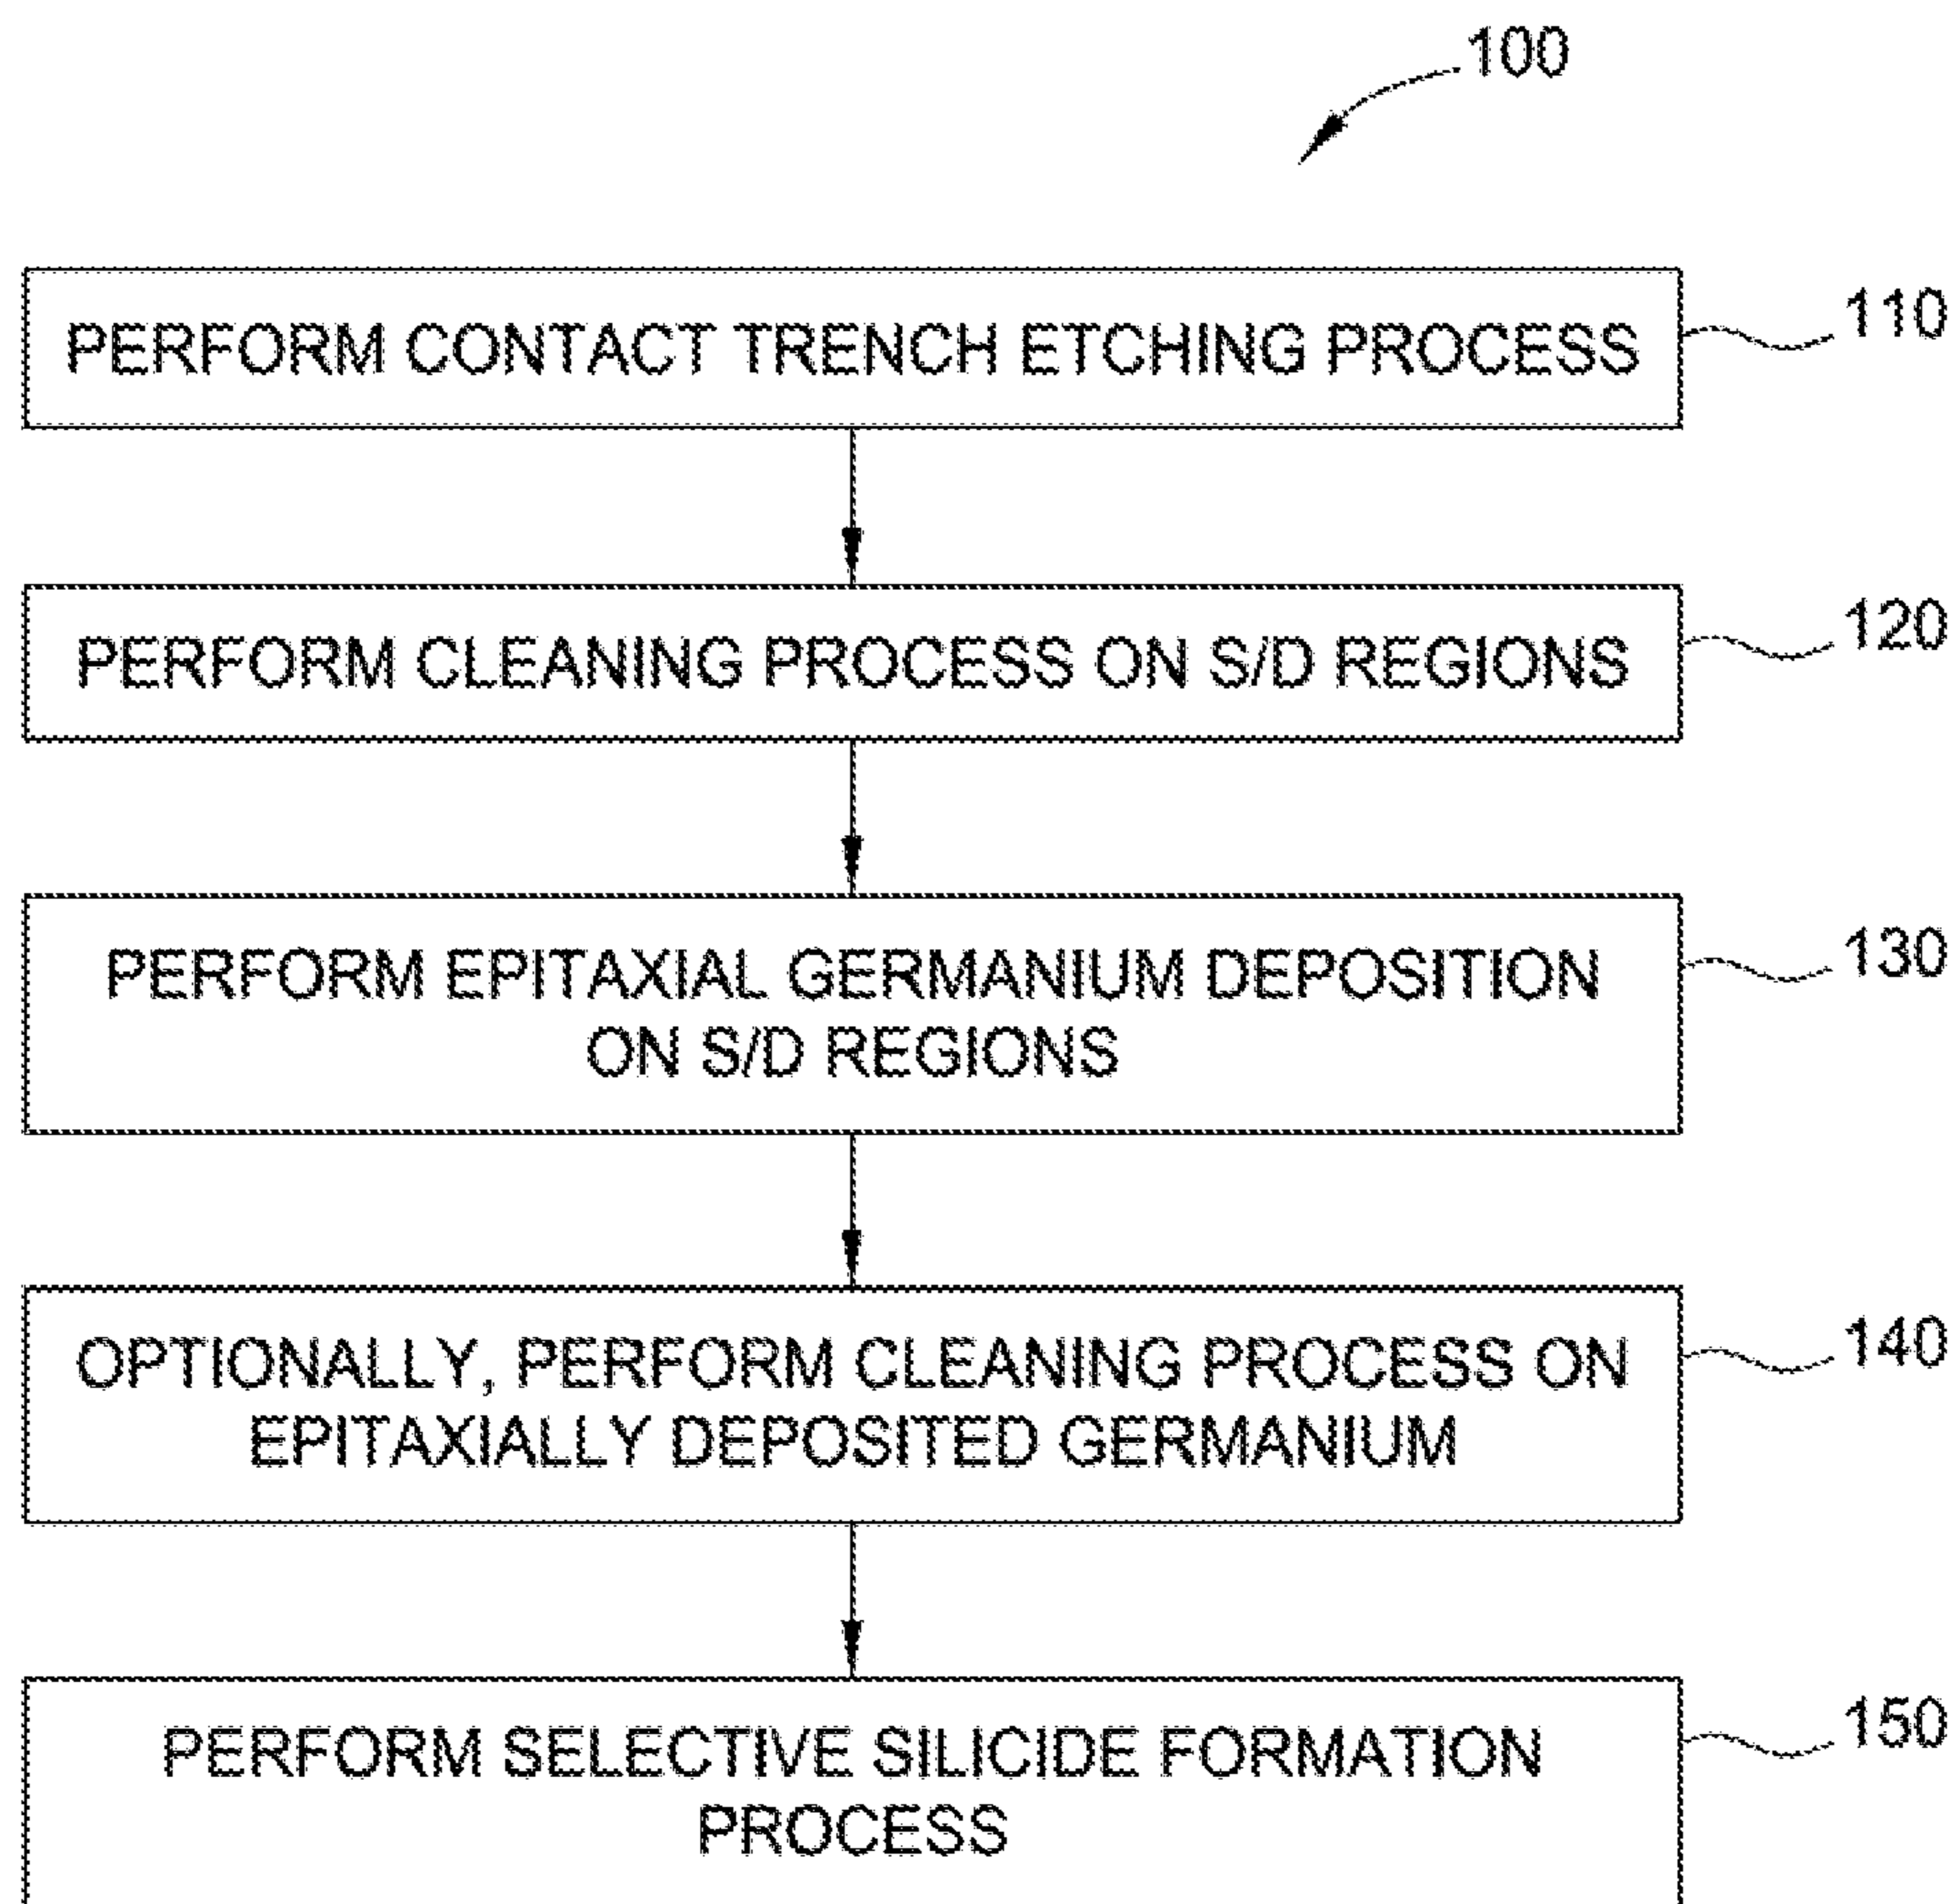 100
PERFORM CONTACT TRENCH ETCHING PROCESS
110
PERFORM CLEANING PROCESS ON S/D REGIONS
120
PERFORM EPITAXIAL GERMANIUM DEPOSITION
ON S/D REGIONS
130
OPTIONALLY, PERFORM CLEANING PROCESS ON
EPITAXIALLY DEPOSITED GERMANIUM
140
PERFORM SELECTIVE SILICIDE FORMATION
PROCESS
150